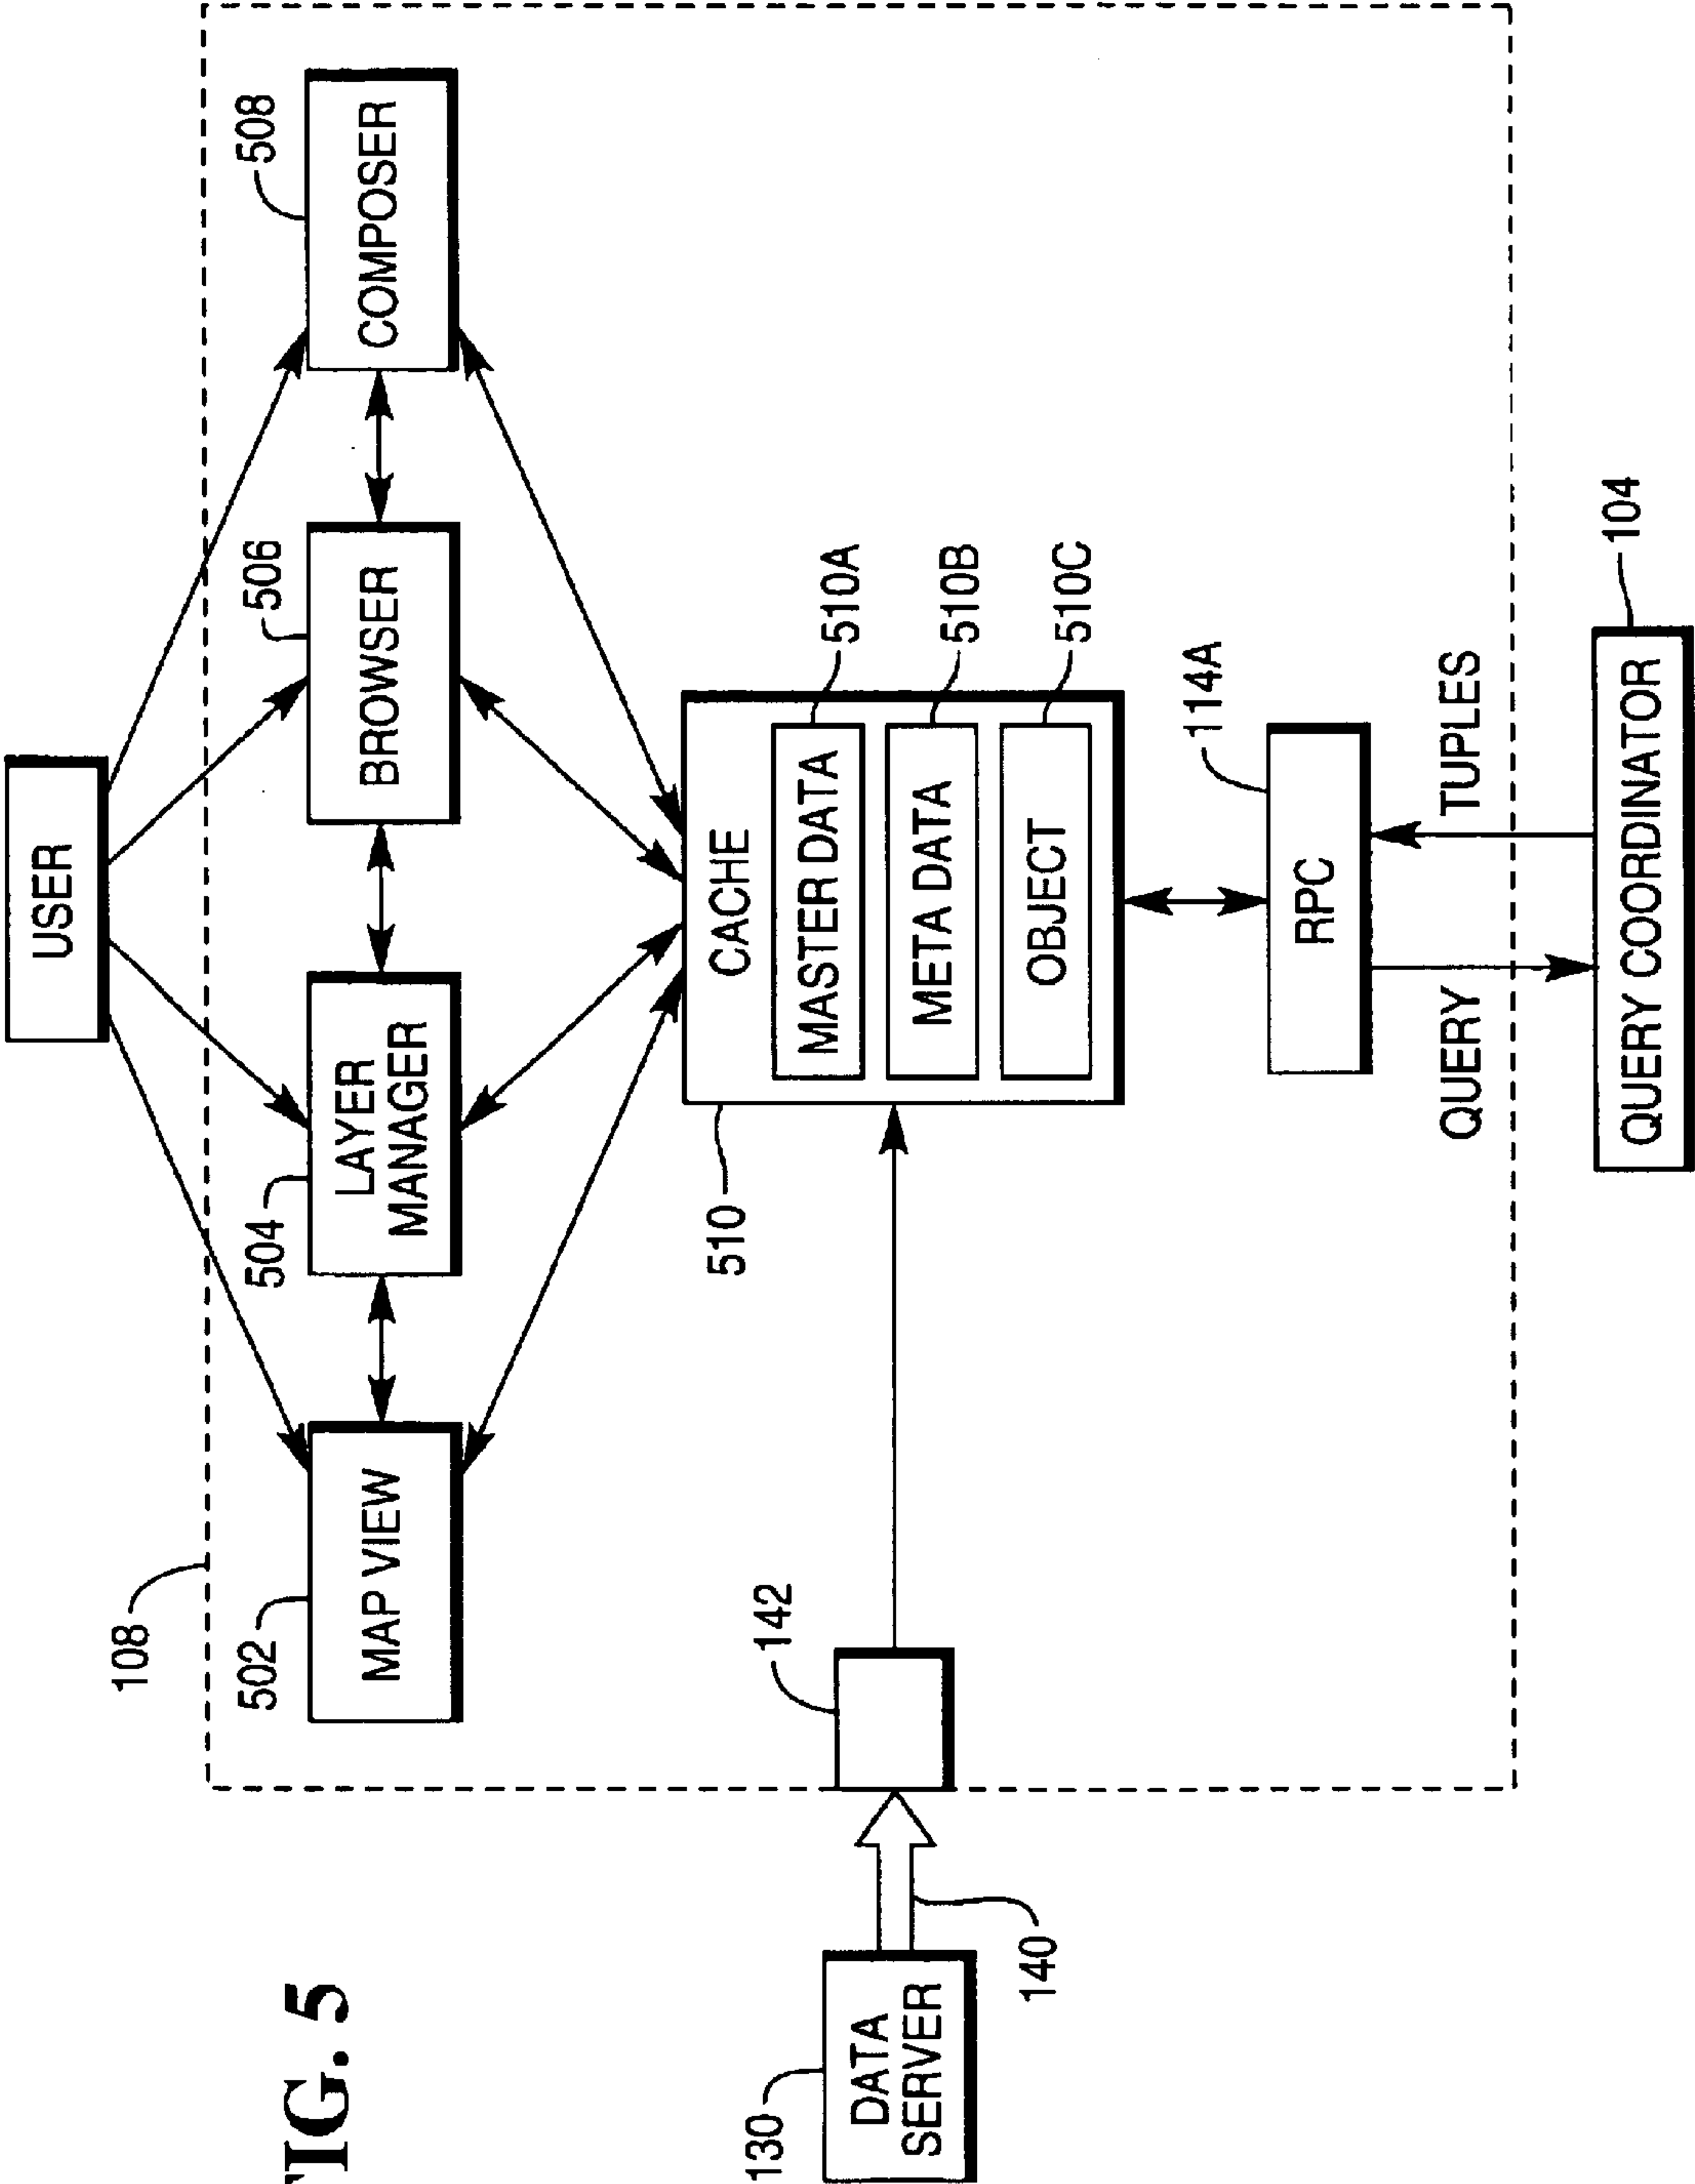 USER
108
502
504
506
508
FIG. 5
MAP VIEW
LAYER
MANAGER
BROWSER
COMPOSER
510
CACHE
130
142
MASTER DATA
510A
DATA
SERVER
META DATA
510B
140
OBJECT
510C
114A
RPC
QUERY
TUPLES
104
QUERY COORDINATOR